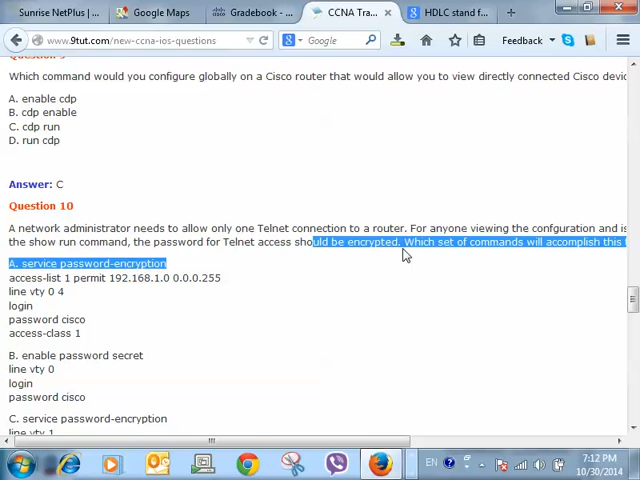 Sunrise NetPlus |...
Google Maps
Gradebook - ...
CCNA Tra...
HDLC stand f...
www.9tut.com/new-ccna-ios-questions
Google
Feedback
Question 9
Which command would you configure globally on a Cisco router that would allow you to view directly connected Cisco devic
A. enable cdp
B. cdp enable
C. cdp run
D. run cdp
Answer: C
Question 10
A network administrator needs to allow only one Telnet connection to a router. For anyone viewing the confguration and is
the show run command, the password for Telnet access should be encrypted. Which set of commands will accomplish this t
A. service password-encryption
access-list 1 permit 192.168.1.0 0.0.0.255
line vty 0 4
login
password cisco
access-class 1
B. enable password secret
line vty 0
login
password cisco
C. service password-encryption
line vty 1
EN
7:12 PM
10/30/2014